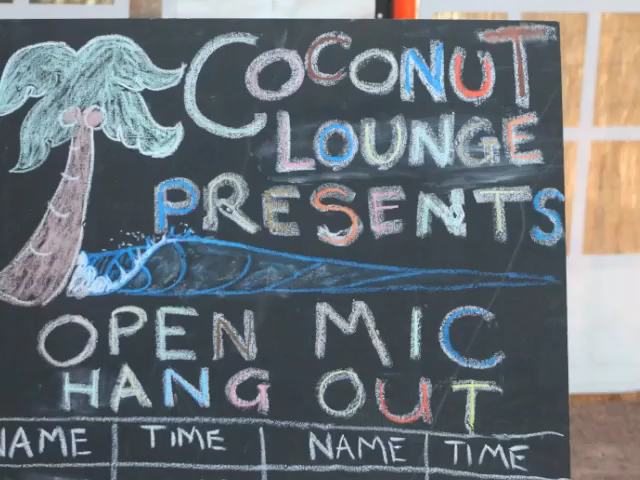 COCONUT
LOUNGE
PRESENTS
OPEN MIC
HANG OUT
NAME TIME NAME TIME